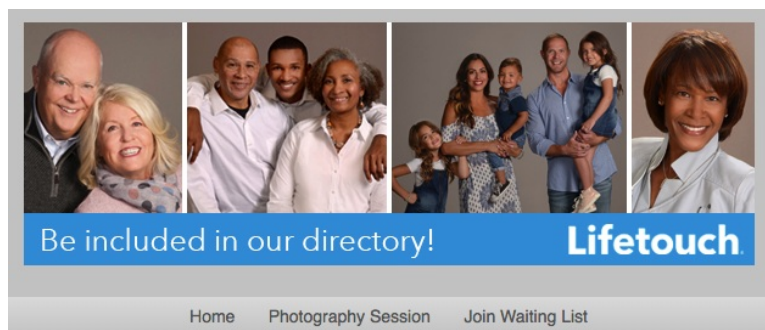 Be included in our directory!
Lifetouch.
Home Photography Session Join Waiting List